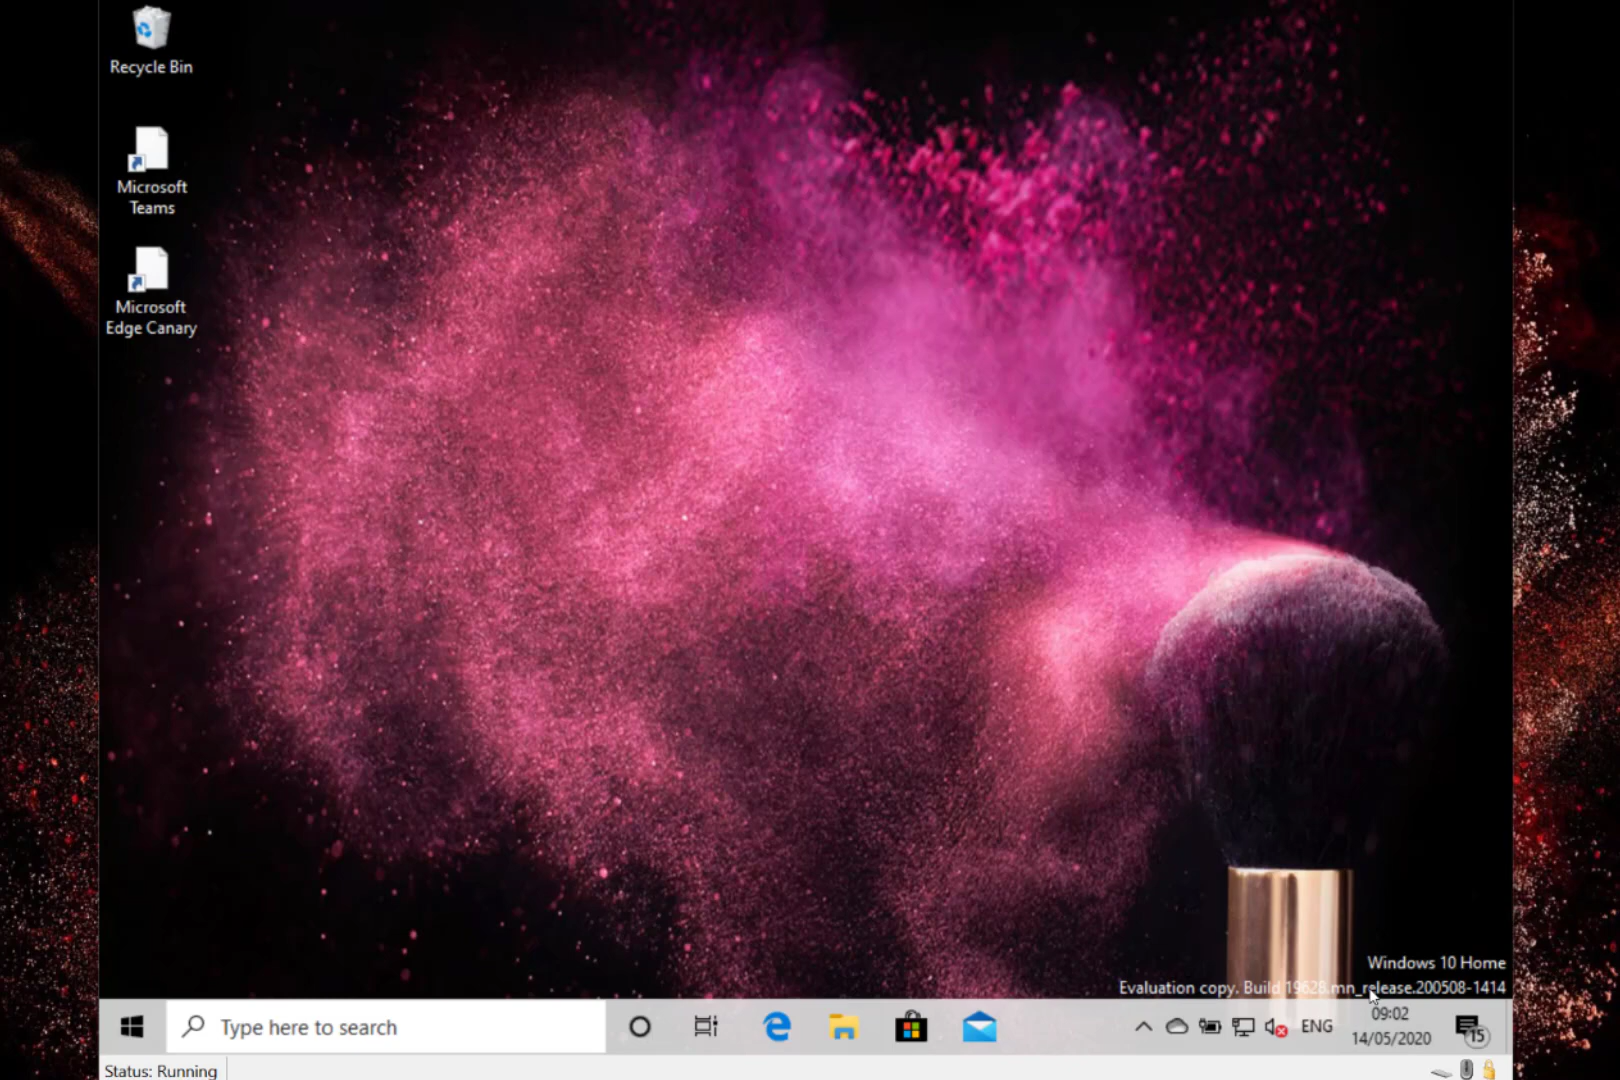 Recycle Bin
Microsoft
Teams
Microsoft
Edge Canary
Windows 10 Home
Evaluation copy. Build 19628.mn_release.200508-1414
Type here to search
ENG
09:02
14/05/2020
15
Status: Running